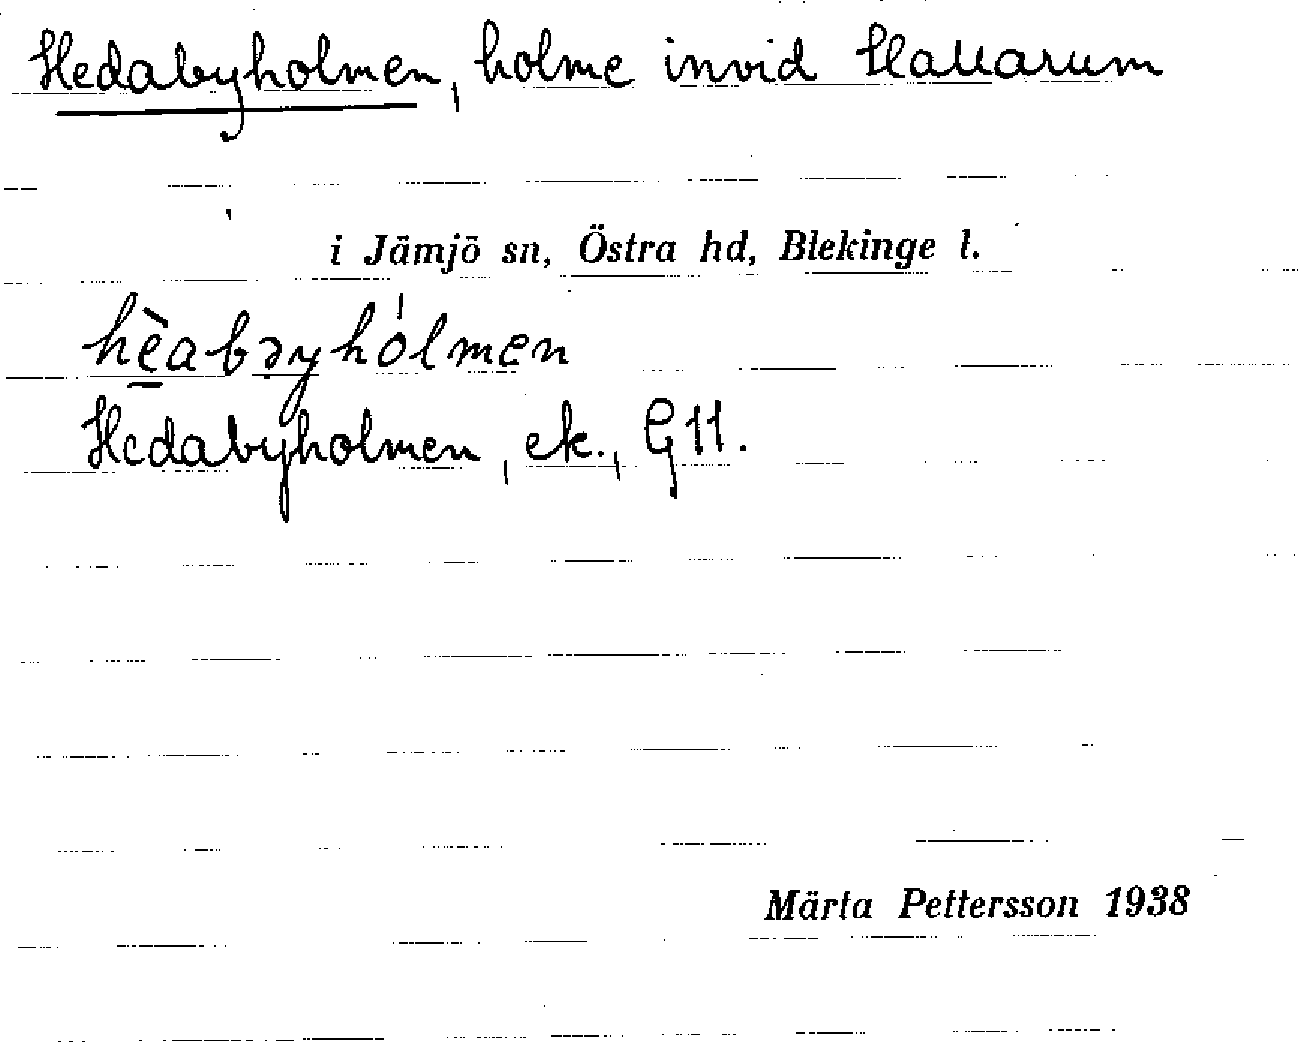 Hedabyholmen, holme invid Hallarum
i Jämjö sn, Östra hd, Blekinge l.
hèabəyhólmen
Hedabyholmen, ek., G11.
Märta Pettersson 1938